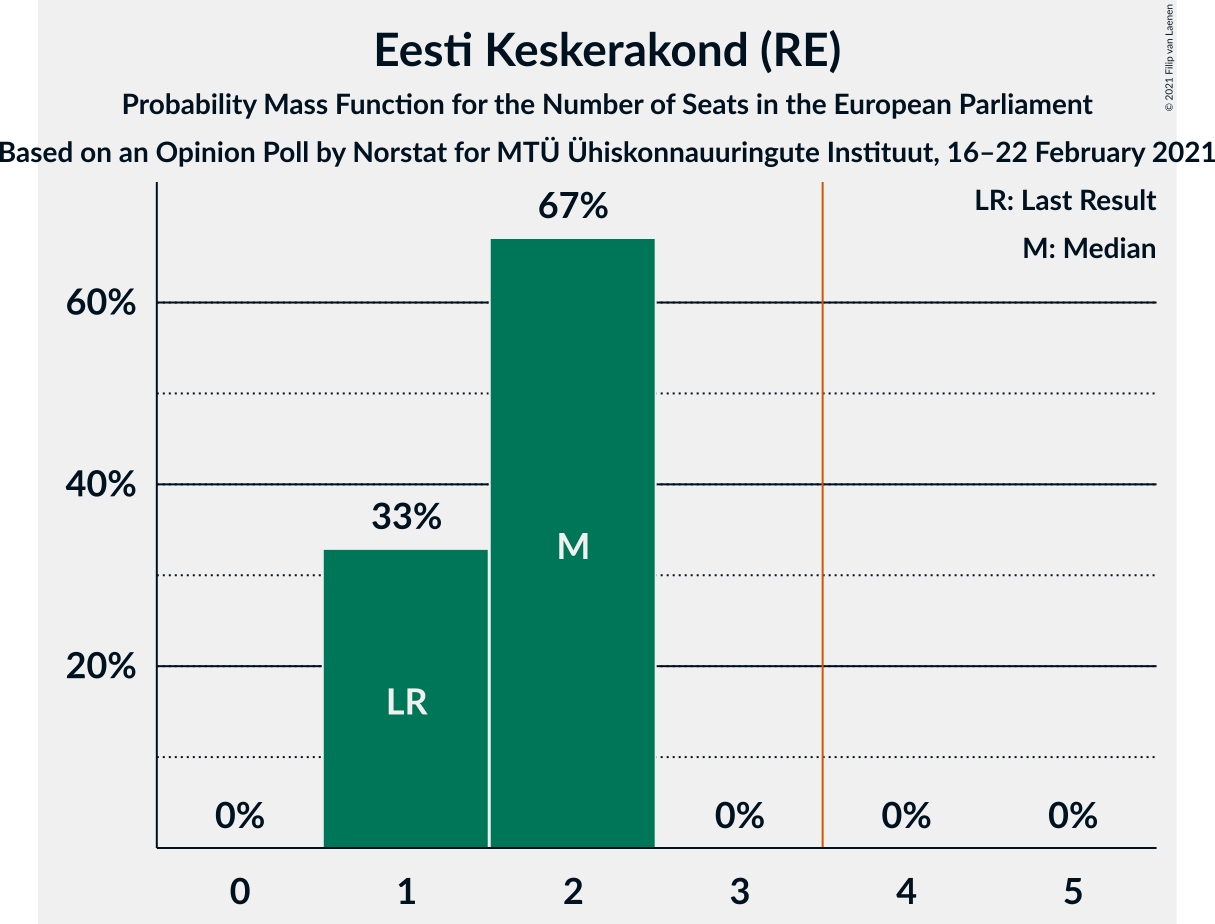 Eesti Keskerakond (RE)
Probability Mass Function for the Number of Seats in the European Parliament
Based on an Opinion Poll by Norstat for MTÜ Ühiskonnauuringute Instituut, 16–22 February 2021
© 2021 Filip van Laenen
LR: Last Result
M: Median
60%
40%
20%
0%
33%
67%
0%
0%
0%
LR
M
0
1
2
3
4
5